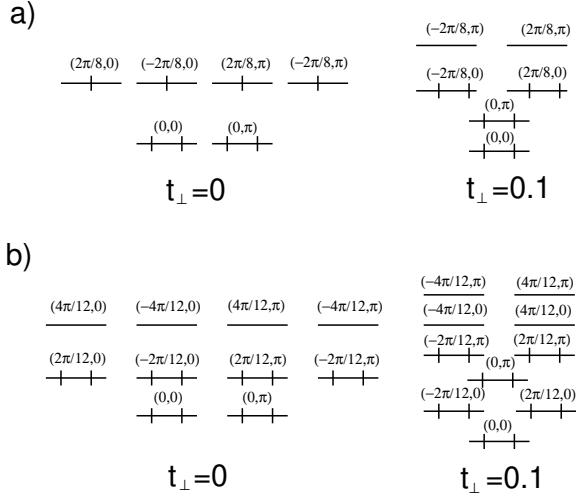 a)
(2π/8,0) (−2π/8,0) (2π/8,π) (−2π/8,π)
(0,0) (0,π)
t⊥=0
(−2π/8,π) (2π/8,π)
(−2π/8,0) (2π/8,0)
(0,π)
(0,0)
t⊥=0.1
b)
(4π/12,0) (−4π/12,0) (4π/12,π) (−4π/12,π)
(2π/12,0) (−2π/12,0) (2π/12,π) (−2π/12,π)
(0,0) (0,π)
t⊥=0
(−4π/12,π) (4π/12,π)
(−4π/12,0) (4π/12,0)
(−2π/12,π) (2π/12,π)
(0,π)
(−2π/12,0) (2π/12,0)
(0,0)
t⊥=0.1